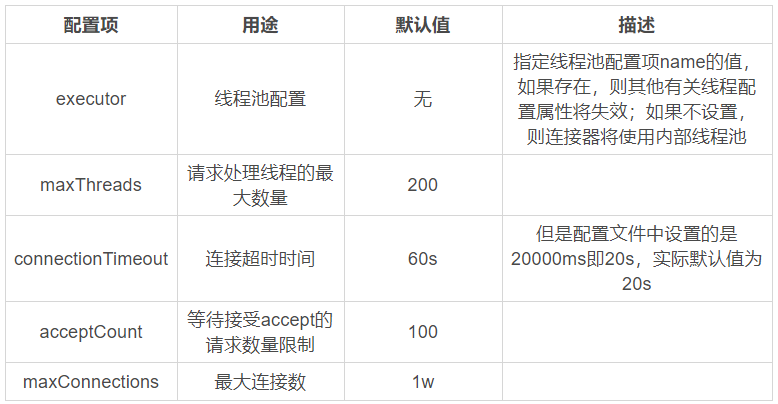 配置项 用途 默认值 描述
executor 线程池配置 无 指定线程池配置项name的值，
如果存在，则其他有关线程配
置属性将失效；如果不设置，
则连接器将使用内部线程池
maxThreads 请求处理线程的最
大数量 200
connectionTimeout 连接超时时间 60s 但是配置文件中设置的是
20000ms即20s，实际默认值为
20s
acceptCount 等待接受accept的
请求数量限制 100
maxConnections 最大连接数 1w